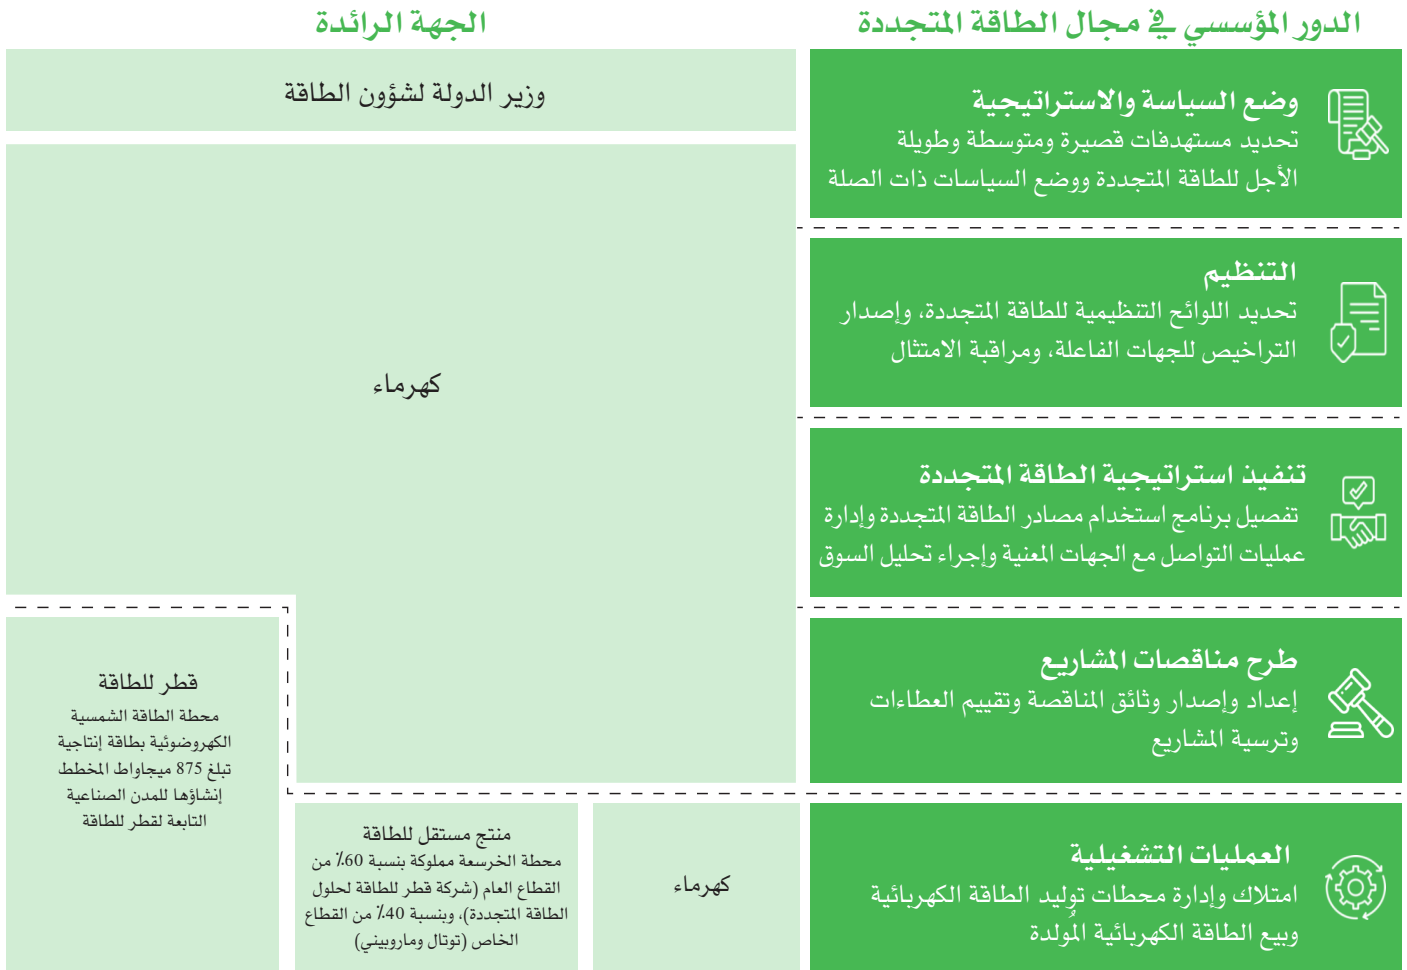 الدور المؤسسي في مجال الطاقة المتجددة
الجهة الرائدة
وضع السياسة والاستراتيجية
تحديد مستهدفات قصيرة ومتوسطة وطويلة
الأجل للطاقة المتجددة ووضع السياسات ذات الصلة
وزير الدولة لشؤون الطاقة
التنظيم
تحديد اللوائح التنظيمية للطاقة المتجددة، وإصدار
التراخيص للجهات الفاعلة، ومراقبة الامتثال
كهرماء
تنفيذ استراتيجية الطاقة المتجددة
تفصيل برنامج استخدام مصادر الطاقة المتجددة وإدارة
عمليات التواصل مع الجهات المعنية وإجراء تحليل السوق
طرح مناقصات المشاريع
إعداد وإصدار وثائق المناقصة وتقييم العطاءات
وترسية المشاريع
قطر للطاقة
محطة الطاقة الشمسية
الكهروضوئية بطاقة إنتاجية
تبلغ 875 ميجاواط المخطط
إنشاؤها للمدن الصناعية
التابعة لقطر للطاقة
العمليات التشغيلية
امتلاك وإدارة محطات توليد الطاقة الكهربائية
وبيع الطاقة الكهربائية المُولدة
كهرماء
منتج مستقل للطاقة
محطة الخرسعة مملوكة بنسبة 60٪ من
القطاع العام (شركة قطر للطاقة لحلول
الطاقة المتجددة)، وبنسبة 40٪ من القطاع
الخاص (توتال وماروبيني)